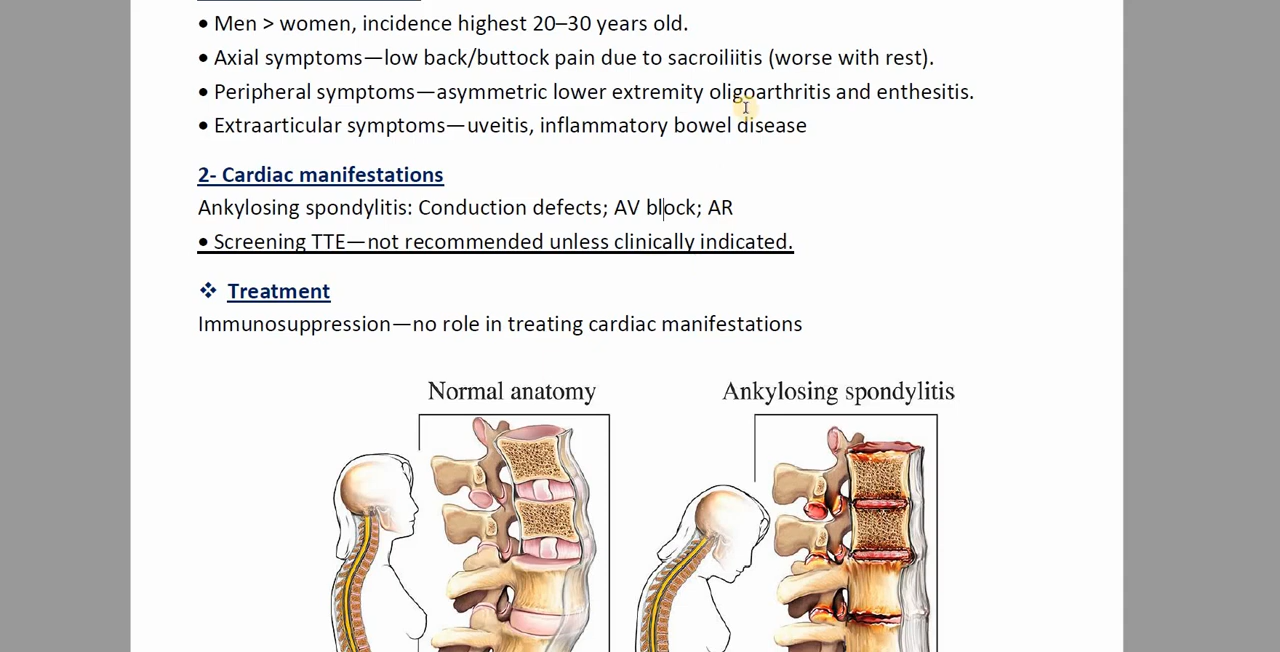 • Men > women, incidence highest 20–30 years old.
• Axial symptoms—low back/buttock pain due to sacroiliitis (worse with rest).
• Peripheral symptoms—asymmetric lower extremity oligoarthritis and enthesitis.
• Extraarticular symptoms—uveitis, inflammatory bowel disease
2- Cardiac manifestations
Ankylosing spondylitis: Conduction defects; AV block; AR
• Screening TTE—not recommended unless clinically indicated.
❖ Treatment
Immunosuppression—no role in treating cardiac manifestations
Normal anatomy
Ankylosing spondylitis